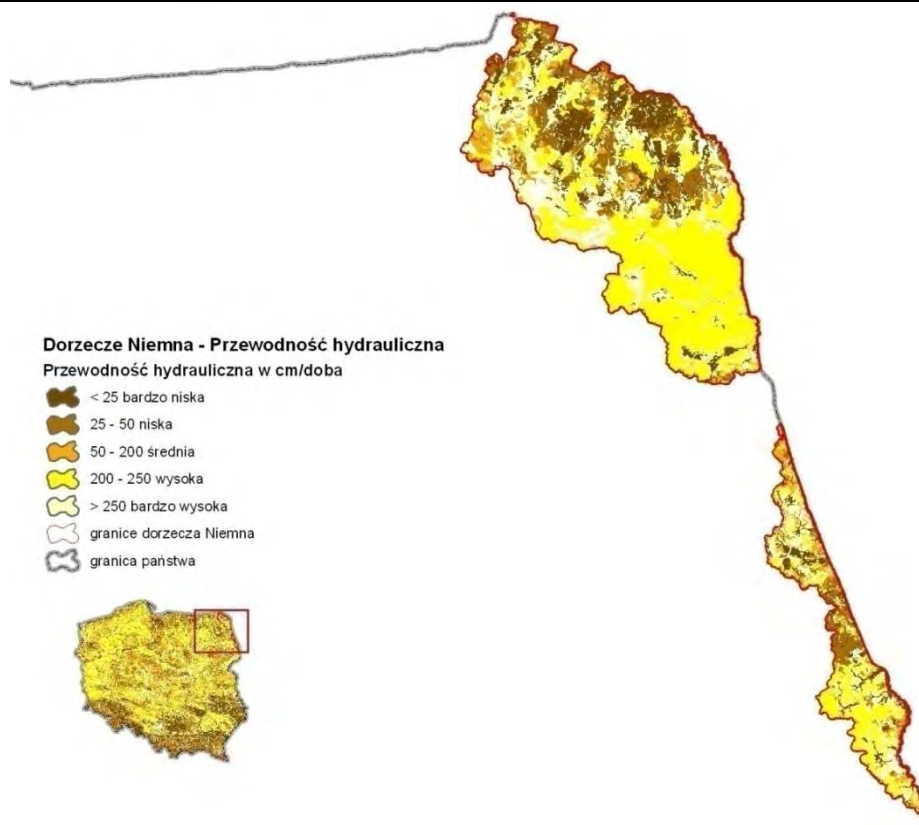 Dorzecze Niemna - Przewodność hydrauliczna
Przewodność hydrauliczna w cm/doba
< 25 bardzo niska
25 - 50 niska
50 - 200 średnia
200 - 250 wysoka
> 250 bardzo wysoka
granice dorzecza Niemna
granica państwa